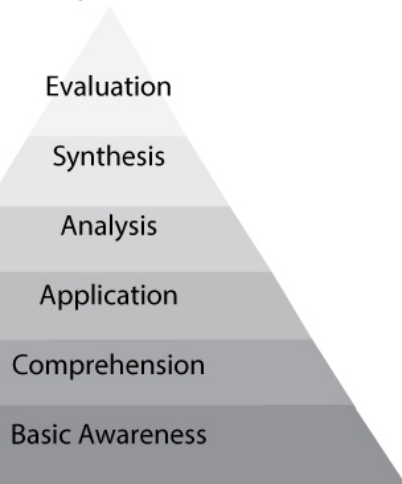 Evaluation
Synthesis
Analysis
Application
Comprehension
Basic Awareness